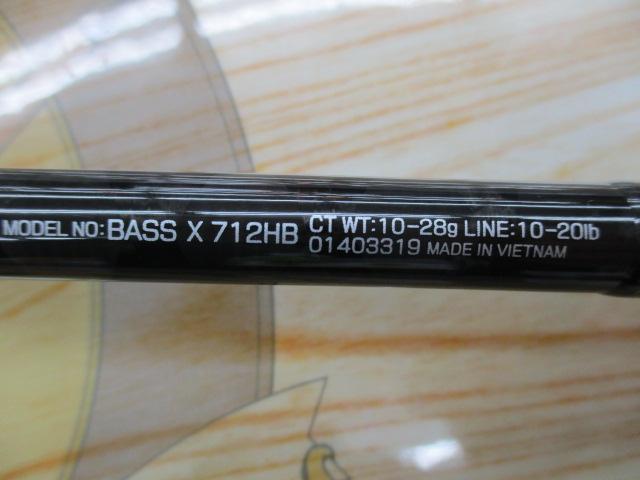 MODEL NO: BASS X 712HB CT WT:10-28g LINE:10-20lb
01403319 MADE IN VIETNAM